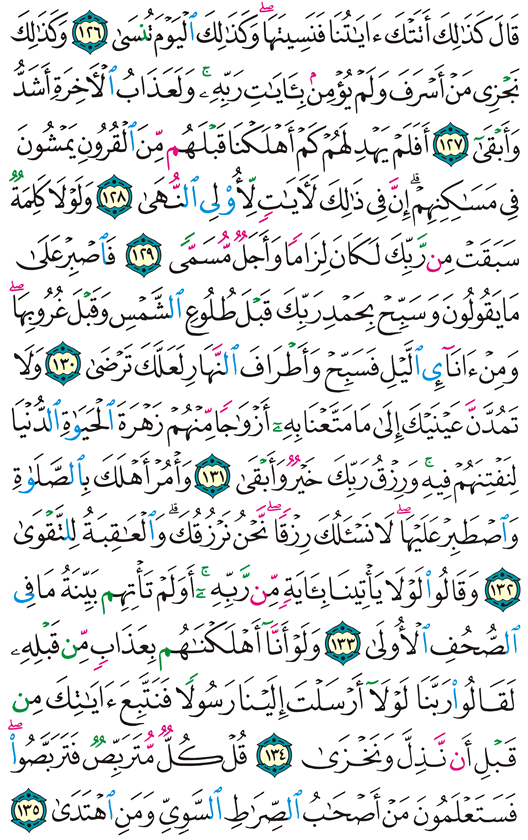 قَالَ كَذَٰلِكَ أَتَتْكَ ءَايَٰتُنَا فَنَسِيتَهَا ۖ وَكَذَٰلِكَ ٱلْيَوْمَ تُنسَىٰ ١٢٦ وَكَذَٰلِكَ
نَجْزِى مَنْ أَسْرَفَ وَلَمْ يُؤْمِنۢ بِـَٔايَٰتِ رَبِّهِۦ ۚ وَلَعَذَابُ ٱلْأَخِرَةِ أَشَدُّ
وَأَبْقَىٰٓ ١٢٧ أَفَلَمْ يَهْدِ لَهُمْ كَمْ أَهْلَكْنَا قَبْلَهُم مِّنَ ٱلْقُرُونِ يَمْشُونَ
فِى مَسَٰكِنِهِمْ ۗ إِنَّ فِى ذَٰلِكَ لَأَيَٰتٍ لِّأُو۟لِى ٱلنُّهَىٰ ١٢٨ وَلَوْلَا كَلِمَةٌ
سَبَقَتْ مِن رَّبِّكَ لَكَانَ لِزَامًا وَأَجَلٌ مُّسَمًّى ١٢٩ فَٱصْبِرْ عَلَىٰ
مَا يَقُولُونَ وَسَبِّحْ بِحَمْدِ رَبِّكَ قَبْلَ طُلُوعِ ٱلشَّمْسِ وَقَبْلَ غُرُوبِهَا ۖ
وَمِنْ ءَانَآئِ ٱلَّيْلِ فَسَبِّحْ وَأَطْرَافَ ٱلنَّهَارِ لَعَلَّكَ تَرْضَىٰ ١٣٠ وَلَا
تَمُدَّنَّ عَيْنَيْكَ إِلَىٰ مَا مَتَّعْنَا بِهِۦٓ أَزْوَٰجًا مِّنْهُمْ زَهْرَةَ ٱلْحَيَوٰةِ ٱلدُّنْيَا
لِنَفْتِنَهُمْ فِيهِ ۚ وَرِزْقُ رَبِّكَ خَيْرٌ وَأَبْقَىٰ ١٣١ وَأْمُرْ أَهْلَكَ بِٱلصَّلَوٰةِ
وَٱصْطَبِرْ عَلَيْهَا ۖ لَا نَسْـَٔلُكَ رِزْقًا ۖ نَّحْنُ نَرْزُقُكَ ۗ وَٱلْعَٰقِبَةُ لِلتَّقْوَىٰ
١٣٢ وَقَالُوا۟ لَوْلَا يَأْتِينَا بِـَٔايَةٍ مِّن رَّبِّهِۦٓ ۚ أَوَلَمْ تَأْتِهِم بَيِّنَةُ مَا فِى
ٱلصُّحُفِ ٱلْأُولَىٰ ١٣٣ وَلَوْ أَنَّآ أَهْلَكْنَٰهُم بِعَذَابٍ مِّن قَبْلِهِۦ
لَقَالُوا۟ رَبَّنَا لَوْلَآ أَرْسَلْتَ إِلَيْنَا رَسُولًا فَنَتَّبِعَ ءَايَٰتِكَ مِن
قَبْلِ أَن نَّذِلَّ وَنَخْزَىٰ ١٣٤ قُلْ كُلٌّ مُّتَرَبِّصٌ فَتَرَبَّصُوا۟ ۖ
فَسَتَعْلَمُونَ مَنْ أَصْحَٰبُ ٱلصِّرَٰطِ ٱلسَّوِىِّ وَمَنِ ٱهْتَدَىٰ ١٣٥